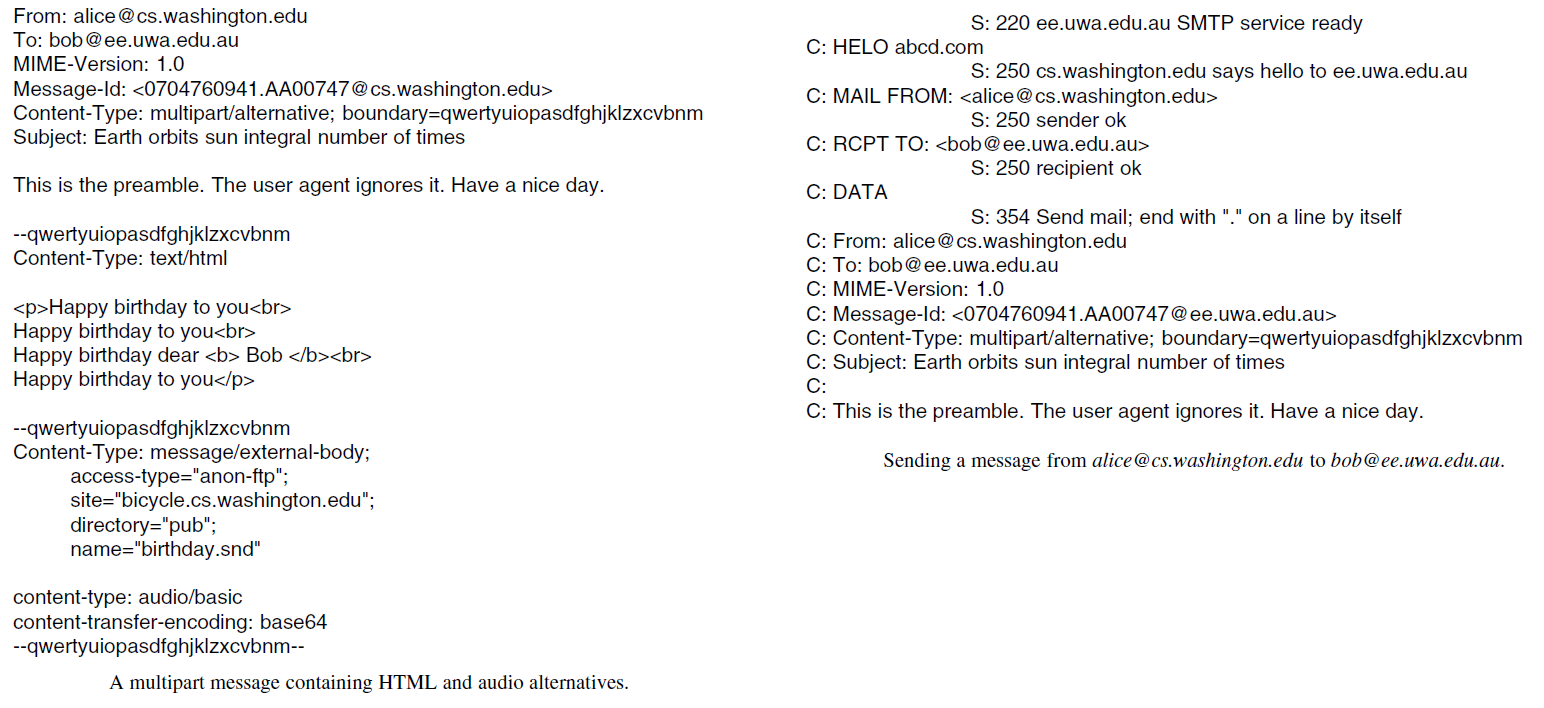 From: alice@cs.washington.edu
To: bob@ee.uwa.edu.au
MIME-Version: 1.0
Message-Id: <0704760941.AA00747@cs.washington.edu>
Content-Type: multipart/alternative; boundary=qwertyuiopasdfghjklzxcvbnm
Subject: Earth orbits sun integral number of times

This is the preamble. The user agent ignores it. Have a nice day.

--qwertyuiopasdfghjklzxcvbnm
Content-Type: text/html

<p>Happy birthday to you<br>
Happy birthday to you<br>
Happy birthday dear <b> Bob </b><br>
Happy birthday to you</p>

--qwertyuiopasdfghjklzxcvbnm
Content-Type: message/external-body;
access-type="anon-ftp";
site="bicycle.cs.washington.edu";
directory="pub";
name="birthday.snd"

content-type: audio/basic
content-transfer-encoding: base64
--qwertyuiopasdfghjklzxcvbnm--
A multipart message containing HTML and audio alternatives.

S: 220 ee.uwa.edu.au SMTP service ready
C: HELO abcd.com
S: 250 cs.washington.edu says hello to ee.uwa.edu.au
C: MAIL FROM: <alice@cs.washington.edu>
S: 250 sender ok
C: RCPT TO: <bob@ee.uwa.edu.au>
S: 250 recipient ok
C: DATA
S: 354 Send mail; end with "." on a line by itself
C: From: alice@cs.washington.edu
C: To: bob@ee.uwa.edu.au
C: MIME-Version: 1.0
C: Message-Id: <0704760941.AA00747@ee.uwa.edu.au>
C: Content-Type: multipart/alternative; boundary=qwertyuiopasdfghjklzxcvbnm
C: Subject: Earth orbits sun integral number of times
C:
C: This is the preamble. The user agent ignores it. Have a nice day.
Sending a message from alice@cs.washington.edu to bob@ee.uwa.edu.au.